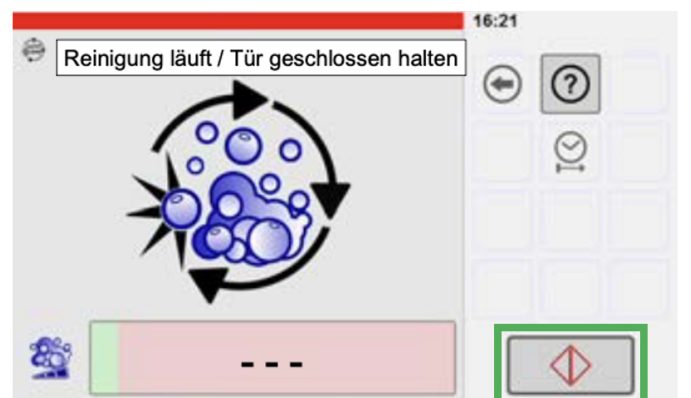 16:21
Reinigung läuft / Tür geschlossen halten
?
- - -